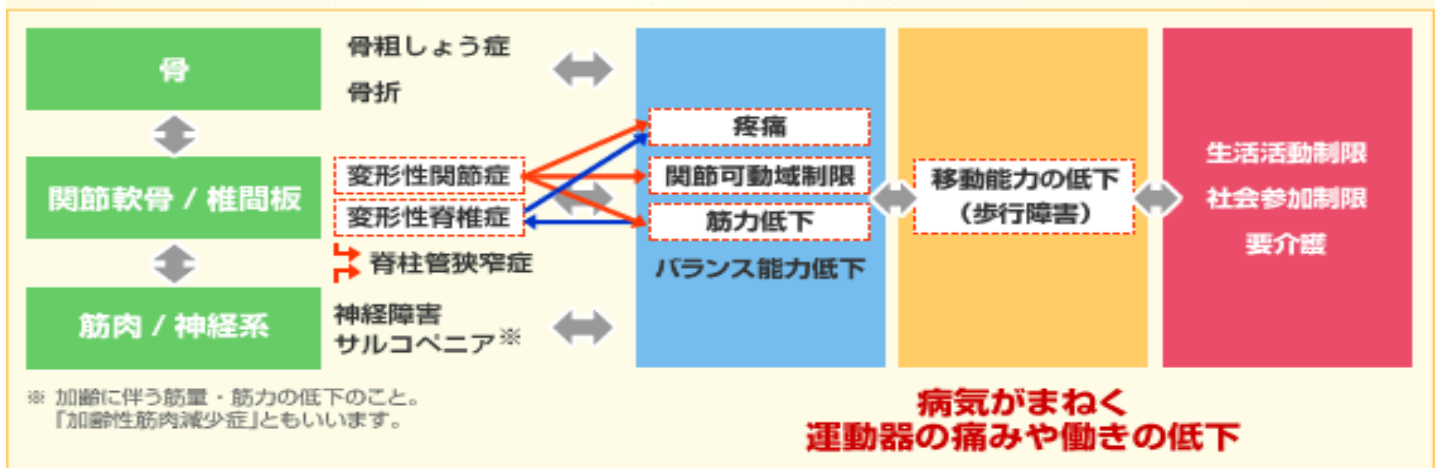 骨
骨粗しょう症
骨折
関節軟骨 / 椎間板
変形性関節症
変形性脊椎症
脊柱管狭窄症
筋肉 / 神経系
神経障害
サルコペニア※
疼痛
関節可動域制限
筋力低下
バランス能力低下
移動能力の低下
（歩行障害）
生活活動制限
社会参加制限
要介護
※ 加齢に伴う筋量・筋力の低下のこと。
『加齢性筋肉減少症』ともいいます。
病気がまねく
運動器の痛みや働きの低下